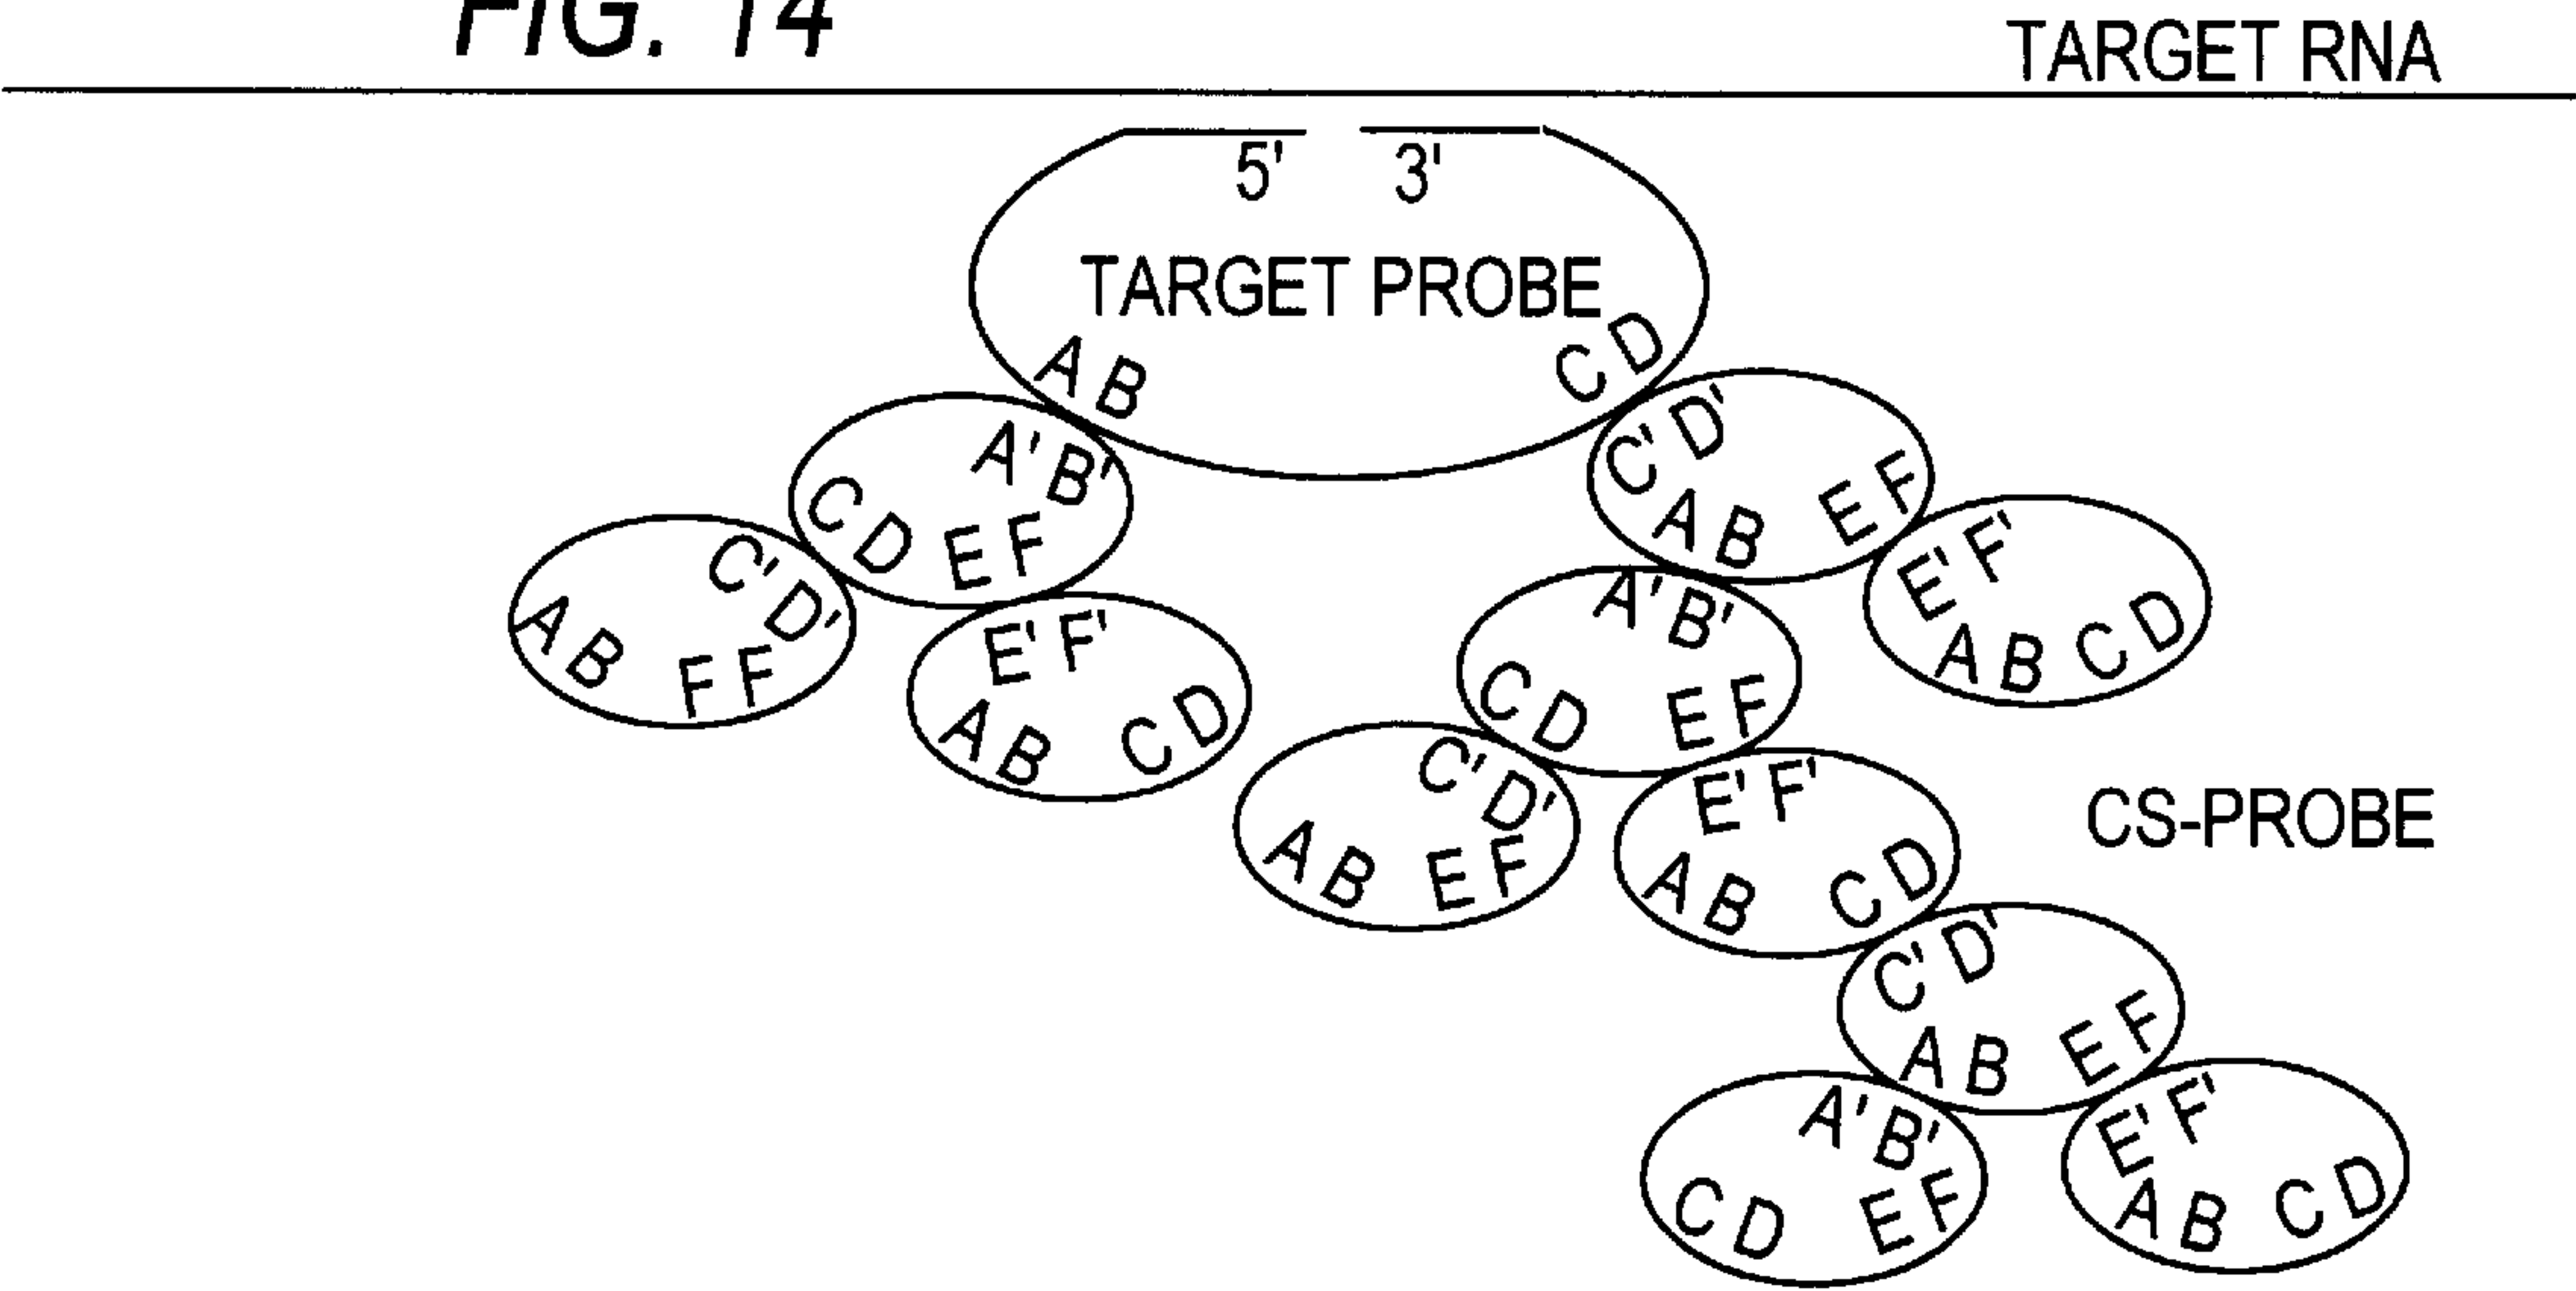 FIG. 14
TARGET RNA
5' 3'
TARGET PROBE
AB
CD
A'B'
CD EF
C'D'
AB EF
C'D'
AB FF
E'F'
AB CD
A'B'
CD EF
E'F'
AB CD
C'D'
AB EF
E'F'
AB CD
CS-PROBE
C'D'
AB EF
A'B'
CD EF
E'F'
AB CD